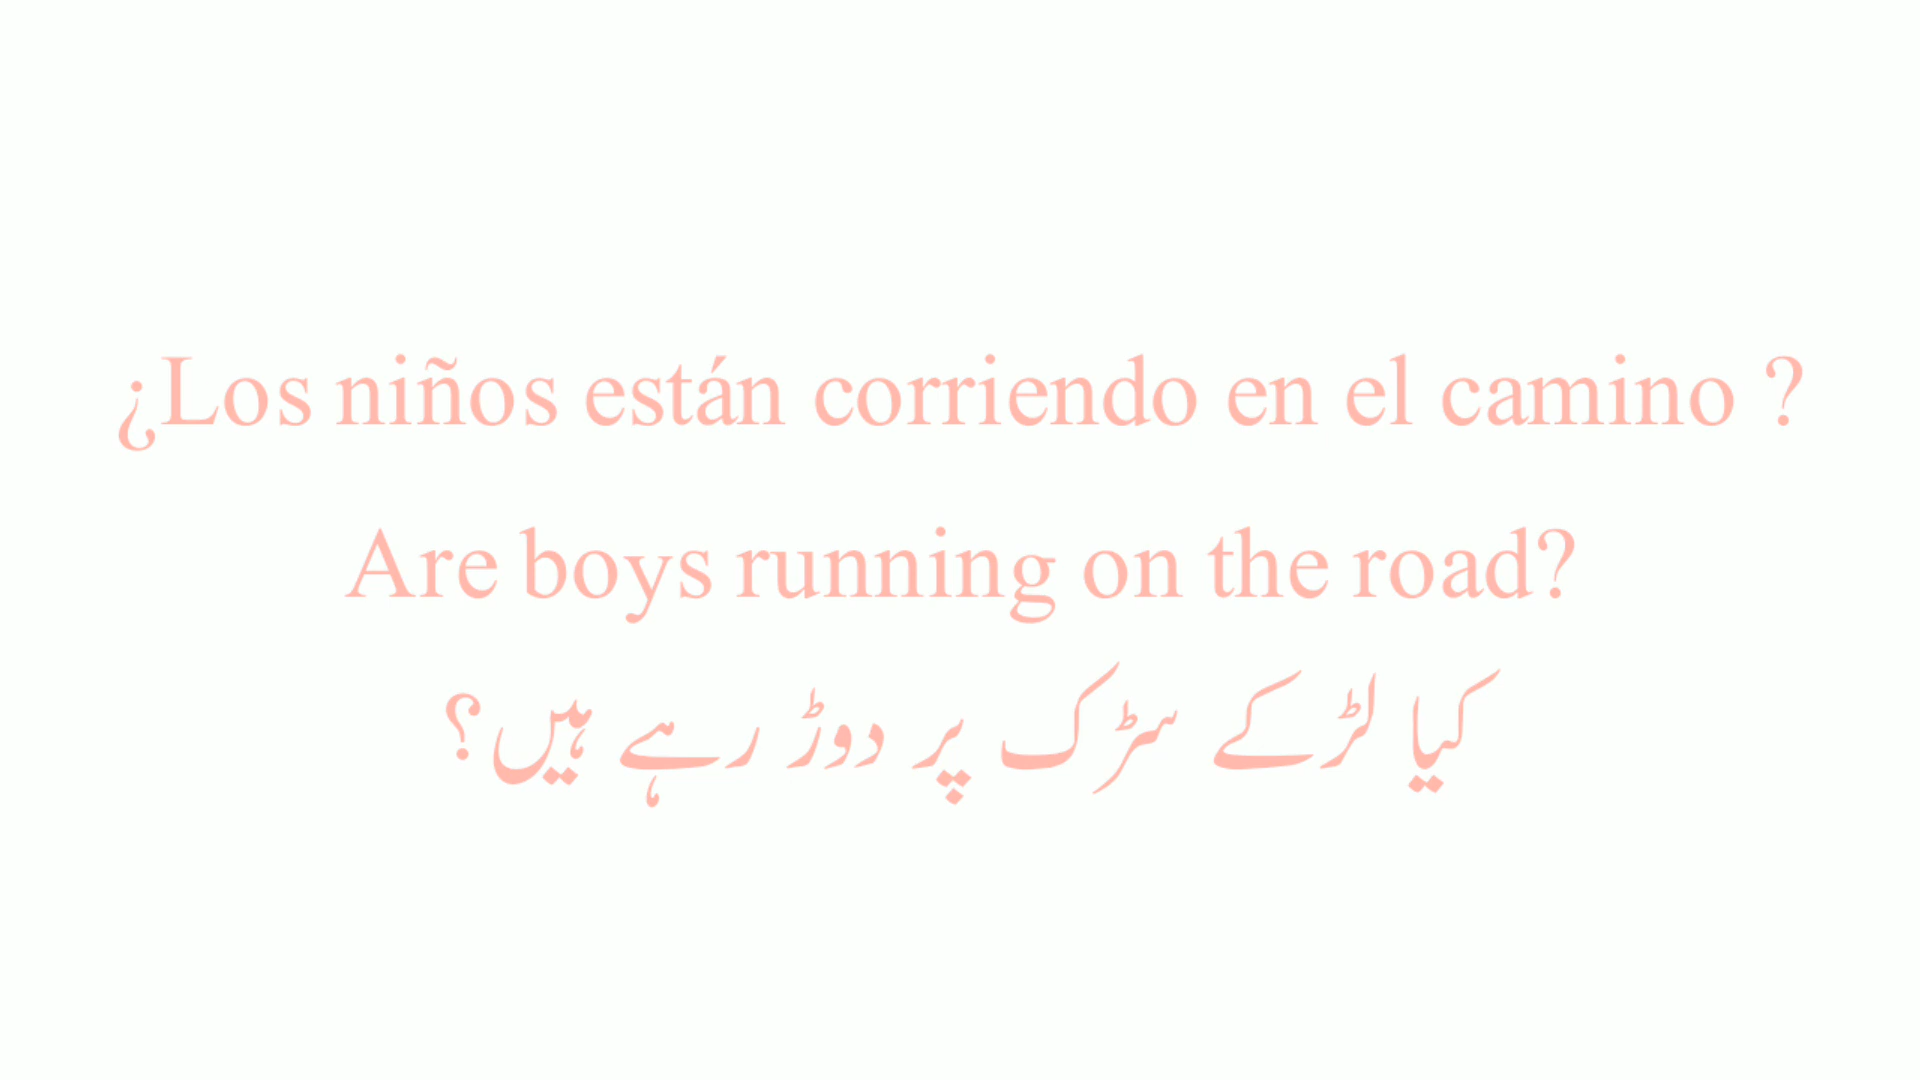 ¿Los niños están corriendo en el camino ?
Are boys running on the road?
کیا لڑکے سڑک پر دوڑ رہے ہیں؟